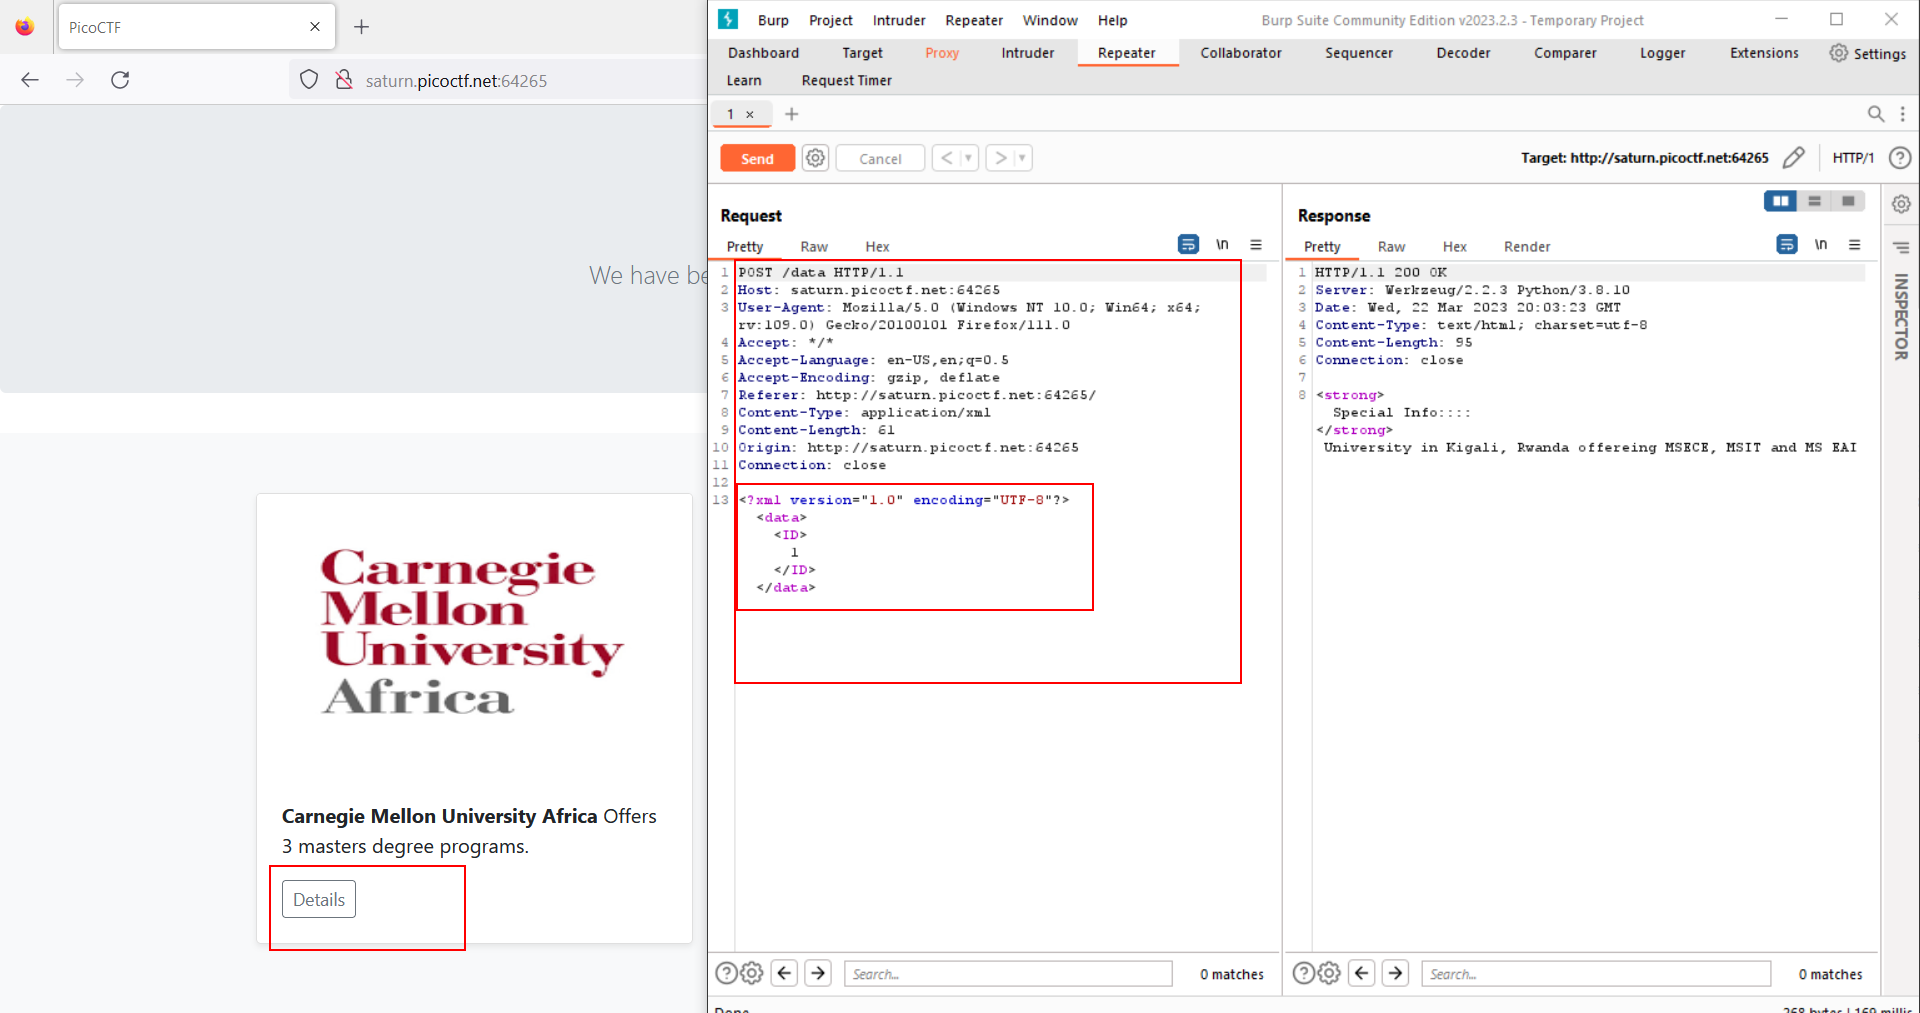 PicoCTF
saturn.picoctf.net:64265
We have be
Carnegie
Mellon
University
Africa
Carnegie Mellon University Africa Offers
3 masters degree programs.
Details
Burp Project Intruder Repeater Window Help
Burp Suite Community Edition v2023.2.3 - Temporary Project
Dashboard Target Proxy Intruder Repeater Collaborator Sequencer Decoder Comparer Logger Extensions Settings
Learn Request Timer
1 × +
Send Cancel < >
Target: http://saturn.picoctf.net:64265 HTTP/1 ?
Request
Pretty Raw Hex \n
1 POST /data HTTP/1.1
2 Host: saturn.picoctf.net:64265
3 User-Agent: Mozilla/5.0 (Windows NT 10.0; Win64; x64;
rv:109.0) Gecko/20100101 Firefox/111.0
4 Accept: */*
5 Accept-Language: en-US,en;q=0.5
6 Accept-Encoding: gzip, deflate
7 Referer: http://saturn.picoctf.net:64265/
8 Content-Type: application/xml
9 Content-Length: 61
10 Origin: http://saturn.picoctf.net:64265
11 Connection: close
12
13 <?xml version="1.0" encoding="UTF-8"?>
<data>
<ID>
1
</ID>
</data>
? Search... 0 matches
Response
Pretty Raw Hex Render \n
1 HTTP/1.1 200 OK
2 Server: Werkzeug/2.2.3 Python/3.8.10
3 Date: Wed, 22 Mar 2023 20:03:23 GMT
4 Content-Type: text/html; charset=utf-8
5 Content-Length: 95
6 Connection: close
7
8 <strong>
Special Info::::
</strong>
University in Kigali, Rwanda offereing MSECE, MSIT and MS EAI
? Search... 0 matches
INSPECTOR
Done
268 bytes | 169 millis